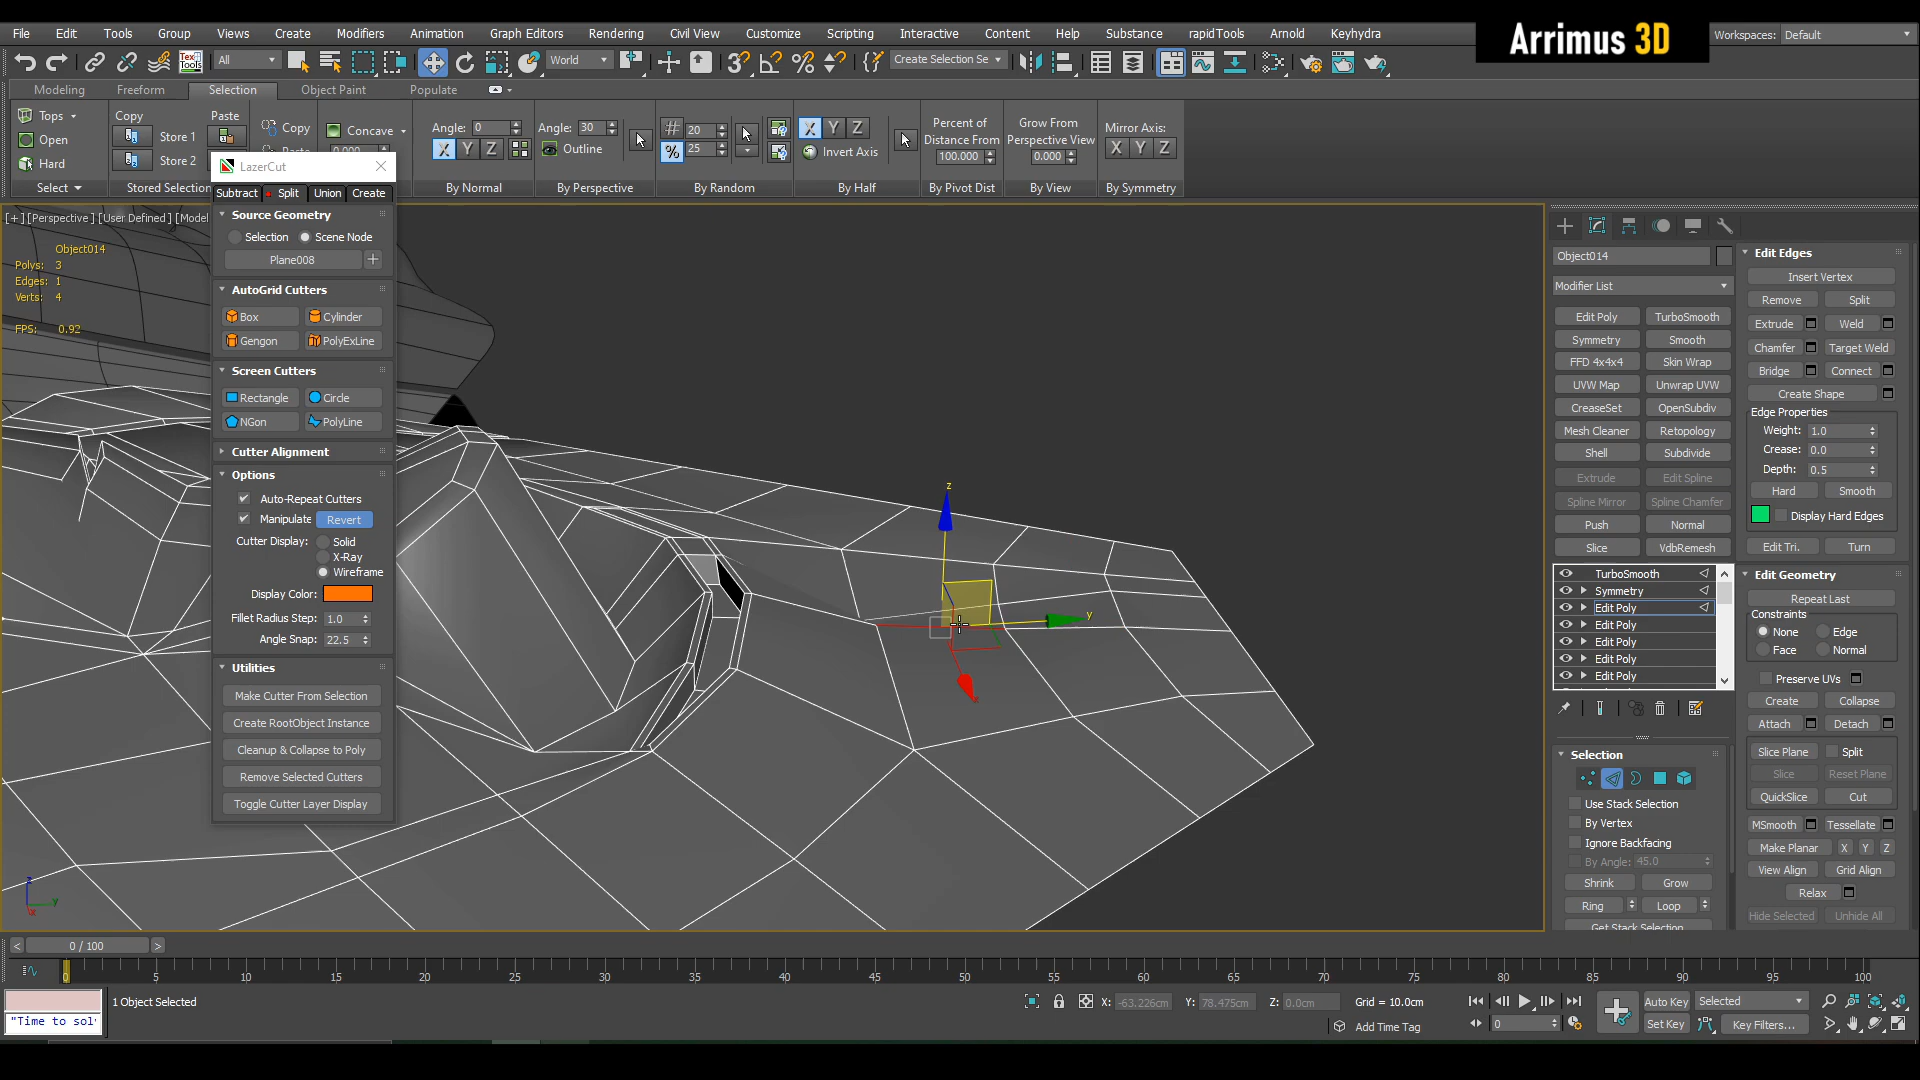 File Edit Tools Group Views Create Modifiers Animation Graph Editors Rendering Civil View Customize Scripting Interactive Content Help Substance rapidTools Arnold Keyhydra
Arrimus 3D
Workspaces: Default
All World Create Selection Se
Modeling Freeform Selection Object Paint Populate
Tops Copy Paste Copy Concave Angle: 0 Angle: 30 20 X Y Z Percent of Grow From Mirror Axis:
Open Store 1 X Y Z Outline 25 Invert Axis Distance From Perspective View X Y Z
Hard Store 2 100.000 0.000
Select Stored Selection By Normal By Perspective By Random By Half By Pivot Dist By View By Symmetry
[+][Perspective][User Defined][Model
Object014
Polys: 3
Edges: 1
Verts: 4
FPS: 0.92
LazerCut
Subtract Split Union Create
Source Geometry
Selection Scene Node
Plane008 +
AutoGrid Cutters
Box Cylinder
Gengon PolyExLine
Screen Cutters
Rectangle Circle
NGon PolyLine
Cutter Alignment
Options
Auto-Repeat Cutters
Manipulate Revert
Cutter Display: Solid
X-Ray
Wireframe
Display Color:
Fillet Radius Step: 1.0
Angle Snap: 22.5
Utilities
Make Cutter From Selection
Create RootObject Instance
Cleanup & Collapse to Poly
Remove Selected Cutters
Toggle Cutter Layer Display
z
y
x
z
y
x
Object014
Modifier List
Edit Poly TurboSmooth
Symmetry Smooth
FFD 4x4x4 Skin Wrap
UVW Map Unwrap UVW
CreaseSet OpenSubdiv
Mesh Cleaner Retopology
Shell Subdivide
Extrude Edit Spline
Spline Mirror Spline Chamfer
Push Normal
Slice VdbRemesh
TurboSmooth
Symmetry
Edit Poly
Edit Poly
Edit Poly
Edit Poly
Edit Poly
Selection
Use Stack Selection
By Vertex
Ignore Backfacing
By Angle: 45.0
Shrink Grow
Ring Loop
Get Stack Selection
Edit Edges
Insert Vertex
Remove Split
Extrude Weld
Chamfer Target Weld
Bridge Connect
Create Shape
Edge Properties
Weight: 1.0
Crease: 0.0
Depth: 0.5
Hard Smooth
Display Hard Edges
Edit Tri. Turn
Edit Geometry
Repeat Last
Constraints
None Edge
Face Normal
Preserve UVs
Create Collapse
Attach Detach
Slice Plane Split
Slice Reset Plane
QuickSlice Cut
MSmooth Tessellate
Make Planar X Y Z
View Align Grid Align
Relax
Hide Selected Unhide All
< 0 / 100 >
0 5 10 15 20 25 30 35 40 45 50 55 60 65 70 75 80 85 90 95 100
1 Object Selected X: -63.226cm Y: 78.475cm Z: 0.0cm Grid = 10.0cm Auto Key Selected
"Time to sol Add Time Tag 0 Set Key Key Filters...